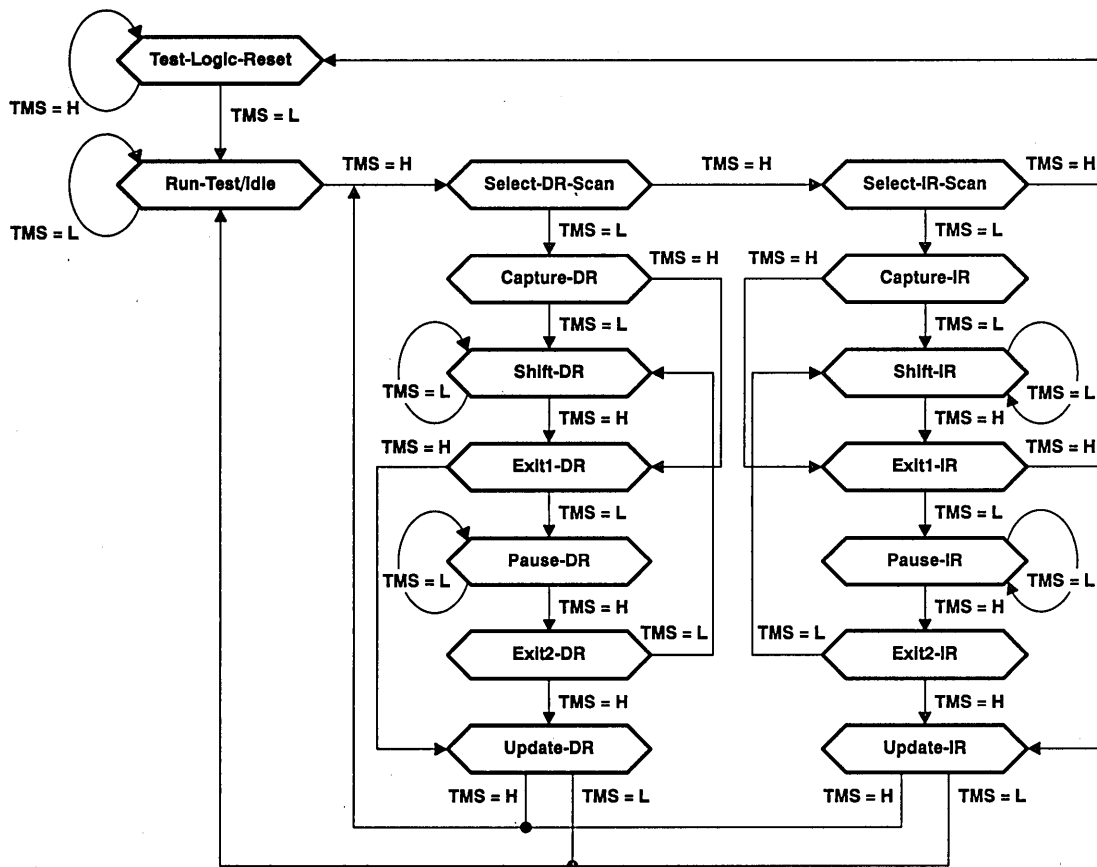 Test-Logic-Reset
TMS = H
TMS = L
Run-Test/Idle
TMS = L
TMS = H
Select-DR-Scan
TMS = H
Select-IR-Scan
TMS = H
TMS = L
TMS = L
Capture-DR
TMS = H
TMS = H
Capture-IR
TMS = L
TMS = L
Shift-DR
TMS = L
Shift-IR
TMS = L
TMS = H
TMS = H
TMS = H
Exit1-DR
Exit1-IR
TMS = H
TMS = L
TMS = L
Pause-DR
TMS = L
Pause-IR
TMS = L
TMS = H
TMS = H
Exit2-DR
TMS = L
TMS = L
Exit2-IR
TMS = H
TMS = H
Update-DR
Update-IR
TMS = H
TMS = L
TMS = H
TMS = L